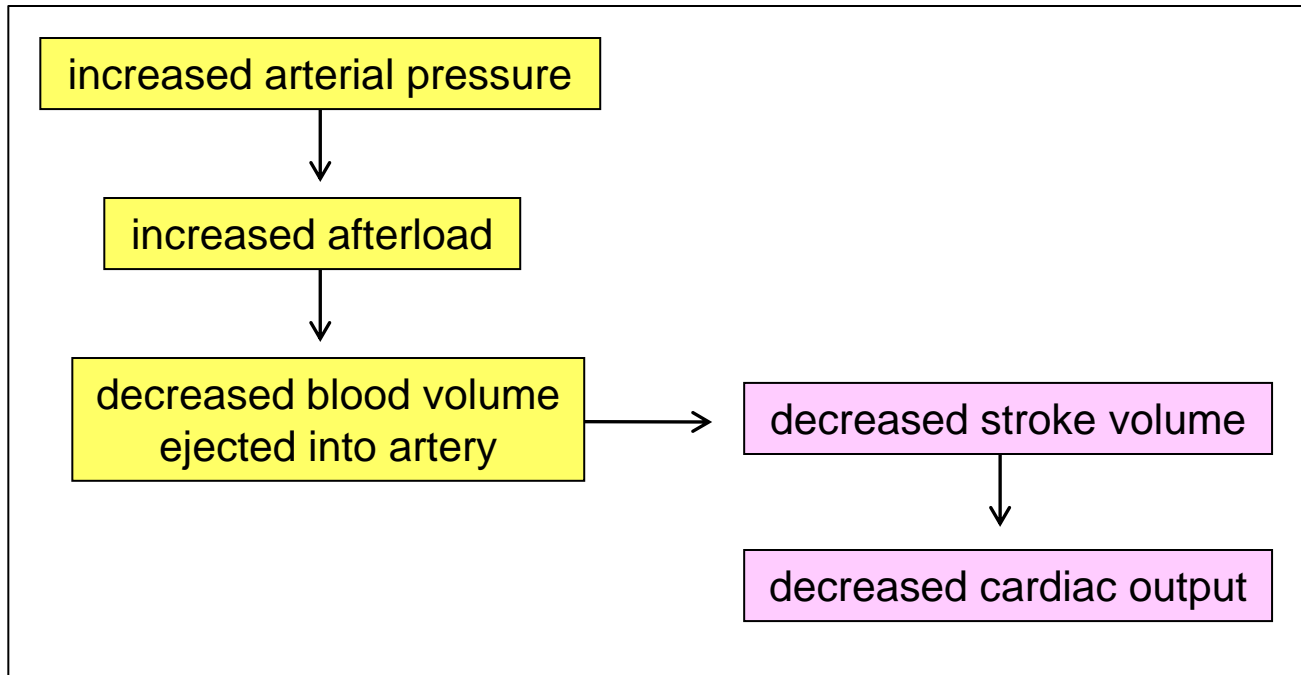 increased arterial pressure
increased afterload
decreased blood volume
ejected into artery
decreased stroke volume
decreased cardiac output